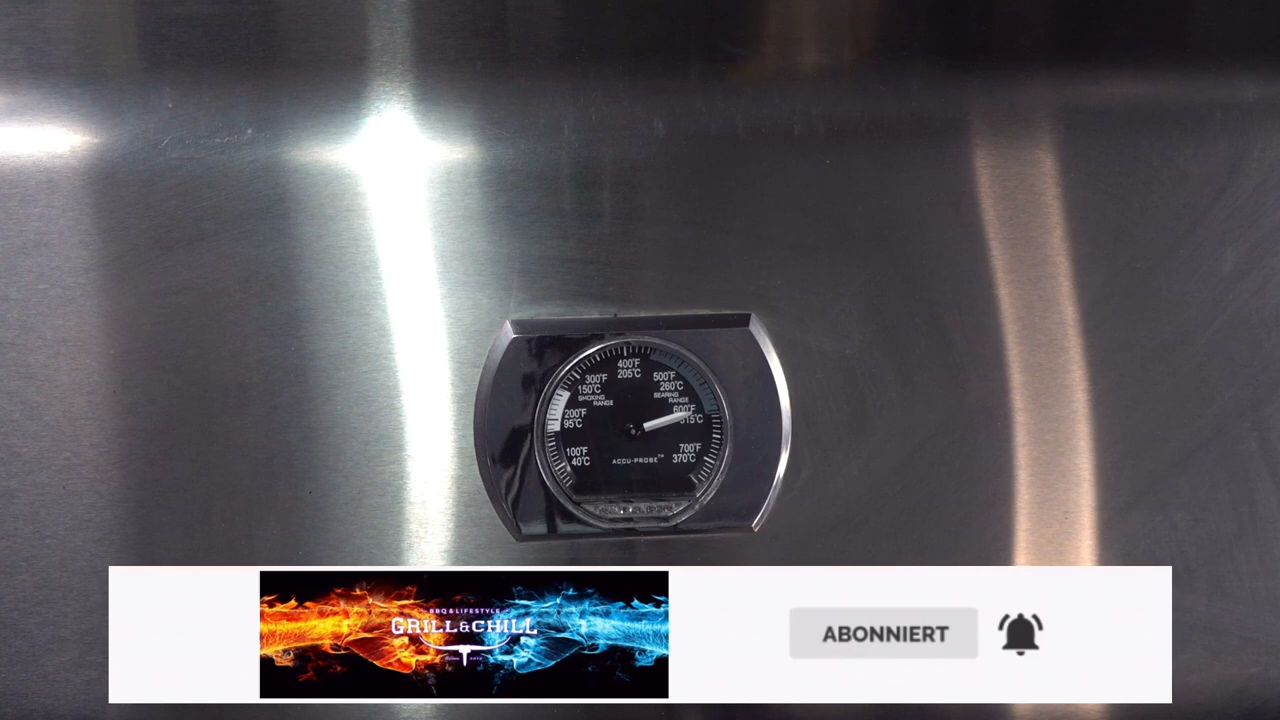 400°F
205°C
300°F
150°C
SMOKING
RANGE
500°F
260°C
SEARING
RANGE
200°F
95°C
600°F
315°C
100°F
40°C
700°F
370°C
ACCU-PROBE™
BBQ & LIFESTYLE
GRILL&CHILL
ABONNIERT